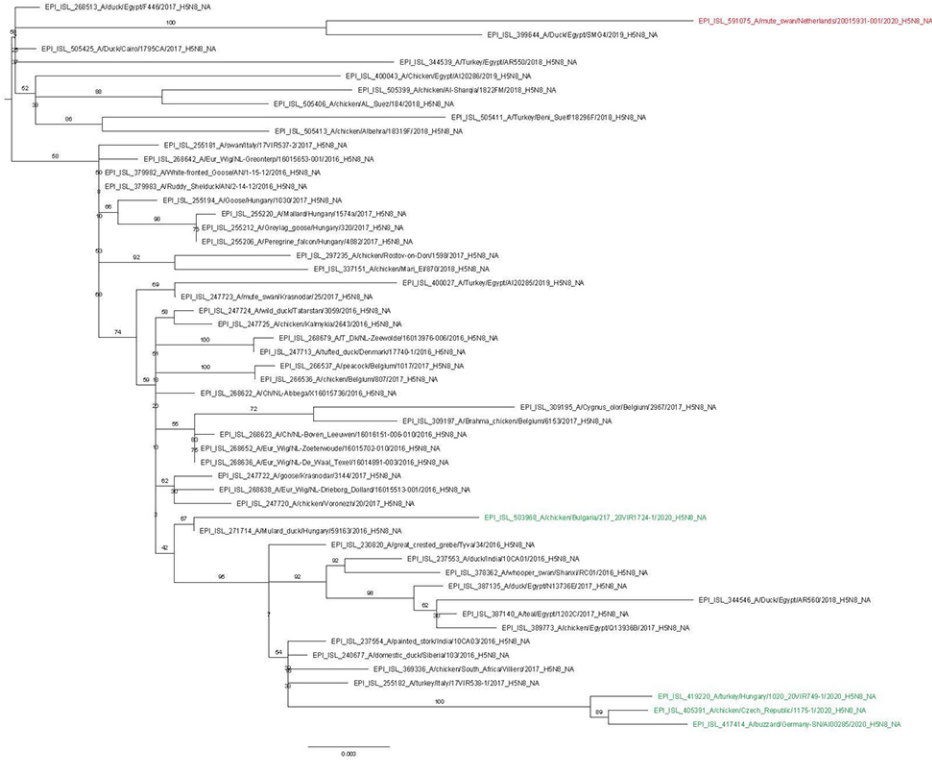 EPI_ISL_268513_A/duck/Egypt/F446/2017_H5N8_NA
100
EPI_ISL_591075_A/mute_swan/Netherlands/20015931-001/2020_H5N8_NA
EPI_ISL_399644_A/Duck/Egypt/SMG4/2019_H5N8_NA
EPI_ISL_505425_A/Duck/Cairo/1795CA/2017_H5N8_NA
EPI_ISL_344539_A/Turkey/Egypt/AR550/2018_H5N8_NA
EPI_ISL_400043_A/Chicken/Egypt/AI20286/2019_H5N8_NA
52
EPI_ISL_505399_A/chicken/Al-Sharqia/1822FM/2018_H5N8_NA
88
EPI_ISL_505406_A/chicken/AL_Suez/184/2018_H5N8_NA
38
EPI_ISL_505411_A/Turkey/Beni_Suef/18296F/2018_H5N8_NA
86
EPI_ISL_505413_A/chicken/Albehra/18319F/2018_H5N8_NA
EPI_ISL_255181_A/swan/Italy/17VIR537-2/2017_H5N8_NA
68
EPI_ISL_268642_A/Eur_Wig/NL-Greonterp/16015653-001/2016_H5N8_NA
EPI_ISL_379982_A/White-fronted_Goose/AN/1-15-12/2016_H5N8_NA
EPI_ISL_379983_A/Ruddy_Shelduck/AN/2-14-12/2016_H5N8_NA
EPI_ISL_255194_A/Goose/Hungary/1030/2017_H5N8_NA
66
EPI_ISL_255220_A/Mallard/Hungary/1574a/2017_H5N8_NA
98
EPI_ISL_255212_A/Greylag_goose/Hungary/320/2017_H5N8_NA
EPI_ISL_255206_A/Peregrine_falcon/Hungary/4882/2017_H5N8_NA
EPI_ISL_297235_A/chicken/Rostov-on-Don/1598/2017_H5N8_NA
92
EPI_ISL_337151_A/chicken/Mari_El/870/2018_H5N8_NA
EPI_ISL_400027_A/Turkey/Egypt/AI20285/2019_H5N8_NA
69
EPI_ISL_247723_A/mute_swan/Krasnodar/25/2017_H5N8_NA
EPI_ISL_247724_A/wild_duck/Tatarstan/3059/2016_H5N8_NA
58
EPI_ISL_247725_A/chicken/Kalmykia/2643/2016_H5N8_NA
74
EPI_ISL_268679_A/T_Dk/NL-Zeewolde/16013976-006/2016_H5N8_NA
100
EPI_ISL_247713_A/tufted_duck/Denmark/17740-1/2016_H5N8_NA
EPI_ISL_266537_A/peacock/Belgium/1017/2017_H5N8_NA
100
EPI_ISL_266536_A/chicken/Belgium/807/2017_H5N8_NA
59
EPI_ISL_268622_A/Ch/NL-Abbega/X16015736/2016_H5N8_NA
EPI_ISL_309195_A/Cygnus_olor/Belgium/2987/2017_H5N8_NA
72
EPI_ISL_309197_A/Brahma_chicken/Belgium/6153/2017_H5N8_NA
56
EPI_ISL_268623_A/Ch/NL-Boven_Leeuwen/16016151-006-010/2016_H5N8_NA
EPI_ISL_268652_A/Eur_Wig/NL-Zoeterwoude/16015702-010/2016_H5N8_NA
EPI_ISL_268636_A/Eur_Wig/NL-De_Waal_Texel/16014891-003/2016_H5N8_NA
EPI_ISL_247722_A/goose/Krasnodar/3144/2017_H5N8_NA
62
EPI_ISL_268638_A/Eur_Wig/NL-Drieborg_Dollard/16015513-001/2016_H5N8_NA
EPI_ISL_247720_A/chicken/Voronezh/20/2017_H5N8_NA
67
EPI_ISL_503988_A/chicken/Bulgaria/217_20VIR1724-1/2020_H5N8_NA
EPI_ISL_271714_A/Mulard_duck/Hungary/59163/2016_H5N8_NA
42
EPI_ISL_230820_A/great_crested_grebe/Tyva/34/2016_H5N8_NA
EPI_ISL_237553_A/duck/India/10CA01/2016_H5N8_NA
EPI_ISL_378362_A/whooper_swan/Shanxi/RC01/2016_H5N8_NA
95
92
EPI_ISL_387135_A/duck/Egypt/N13736E/2017_H5N8_NA
98
EPI_ISL_344546_A/Duck/Egypt/AR560/2018_H5N8_NA
62
EPI_ISL_387140_A/teal/Egypt/1202C/2017_H5N8_NA
EPI_ISL_389773_A/chicken/Egypt/Q13936B/2017_H5N8_NA
EPI_ISL_237554_A/painted_stork/India/10CA03/2016_H5N8_NA
54
EPI_ISL_240677_A/domestic_duck/Siberia/103/2016_H5N8_NA
EPI_ISL_369336_A/chicken/South_Africa/Villiers/2017_H5N8_NA
EPI_ISL_255182_A/turkey/Italy/17VIR538-1/2017_H5N8_NA
EPI_ISL_419220_A/turkey/Hungary/1020_20VIR749-1/2020_H5N8_NA
100
EPI_ISL_405391_A/chicken/Czech_Republic/1175-1/2020_H5N8_NA
69
EPI_ISL_417414_A/buzzard/Germany-SN/AI00285/2020_H5N8_NA
0.003